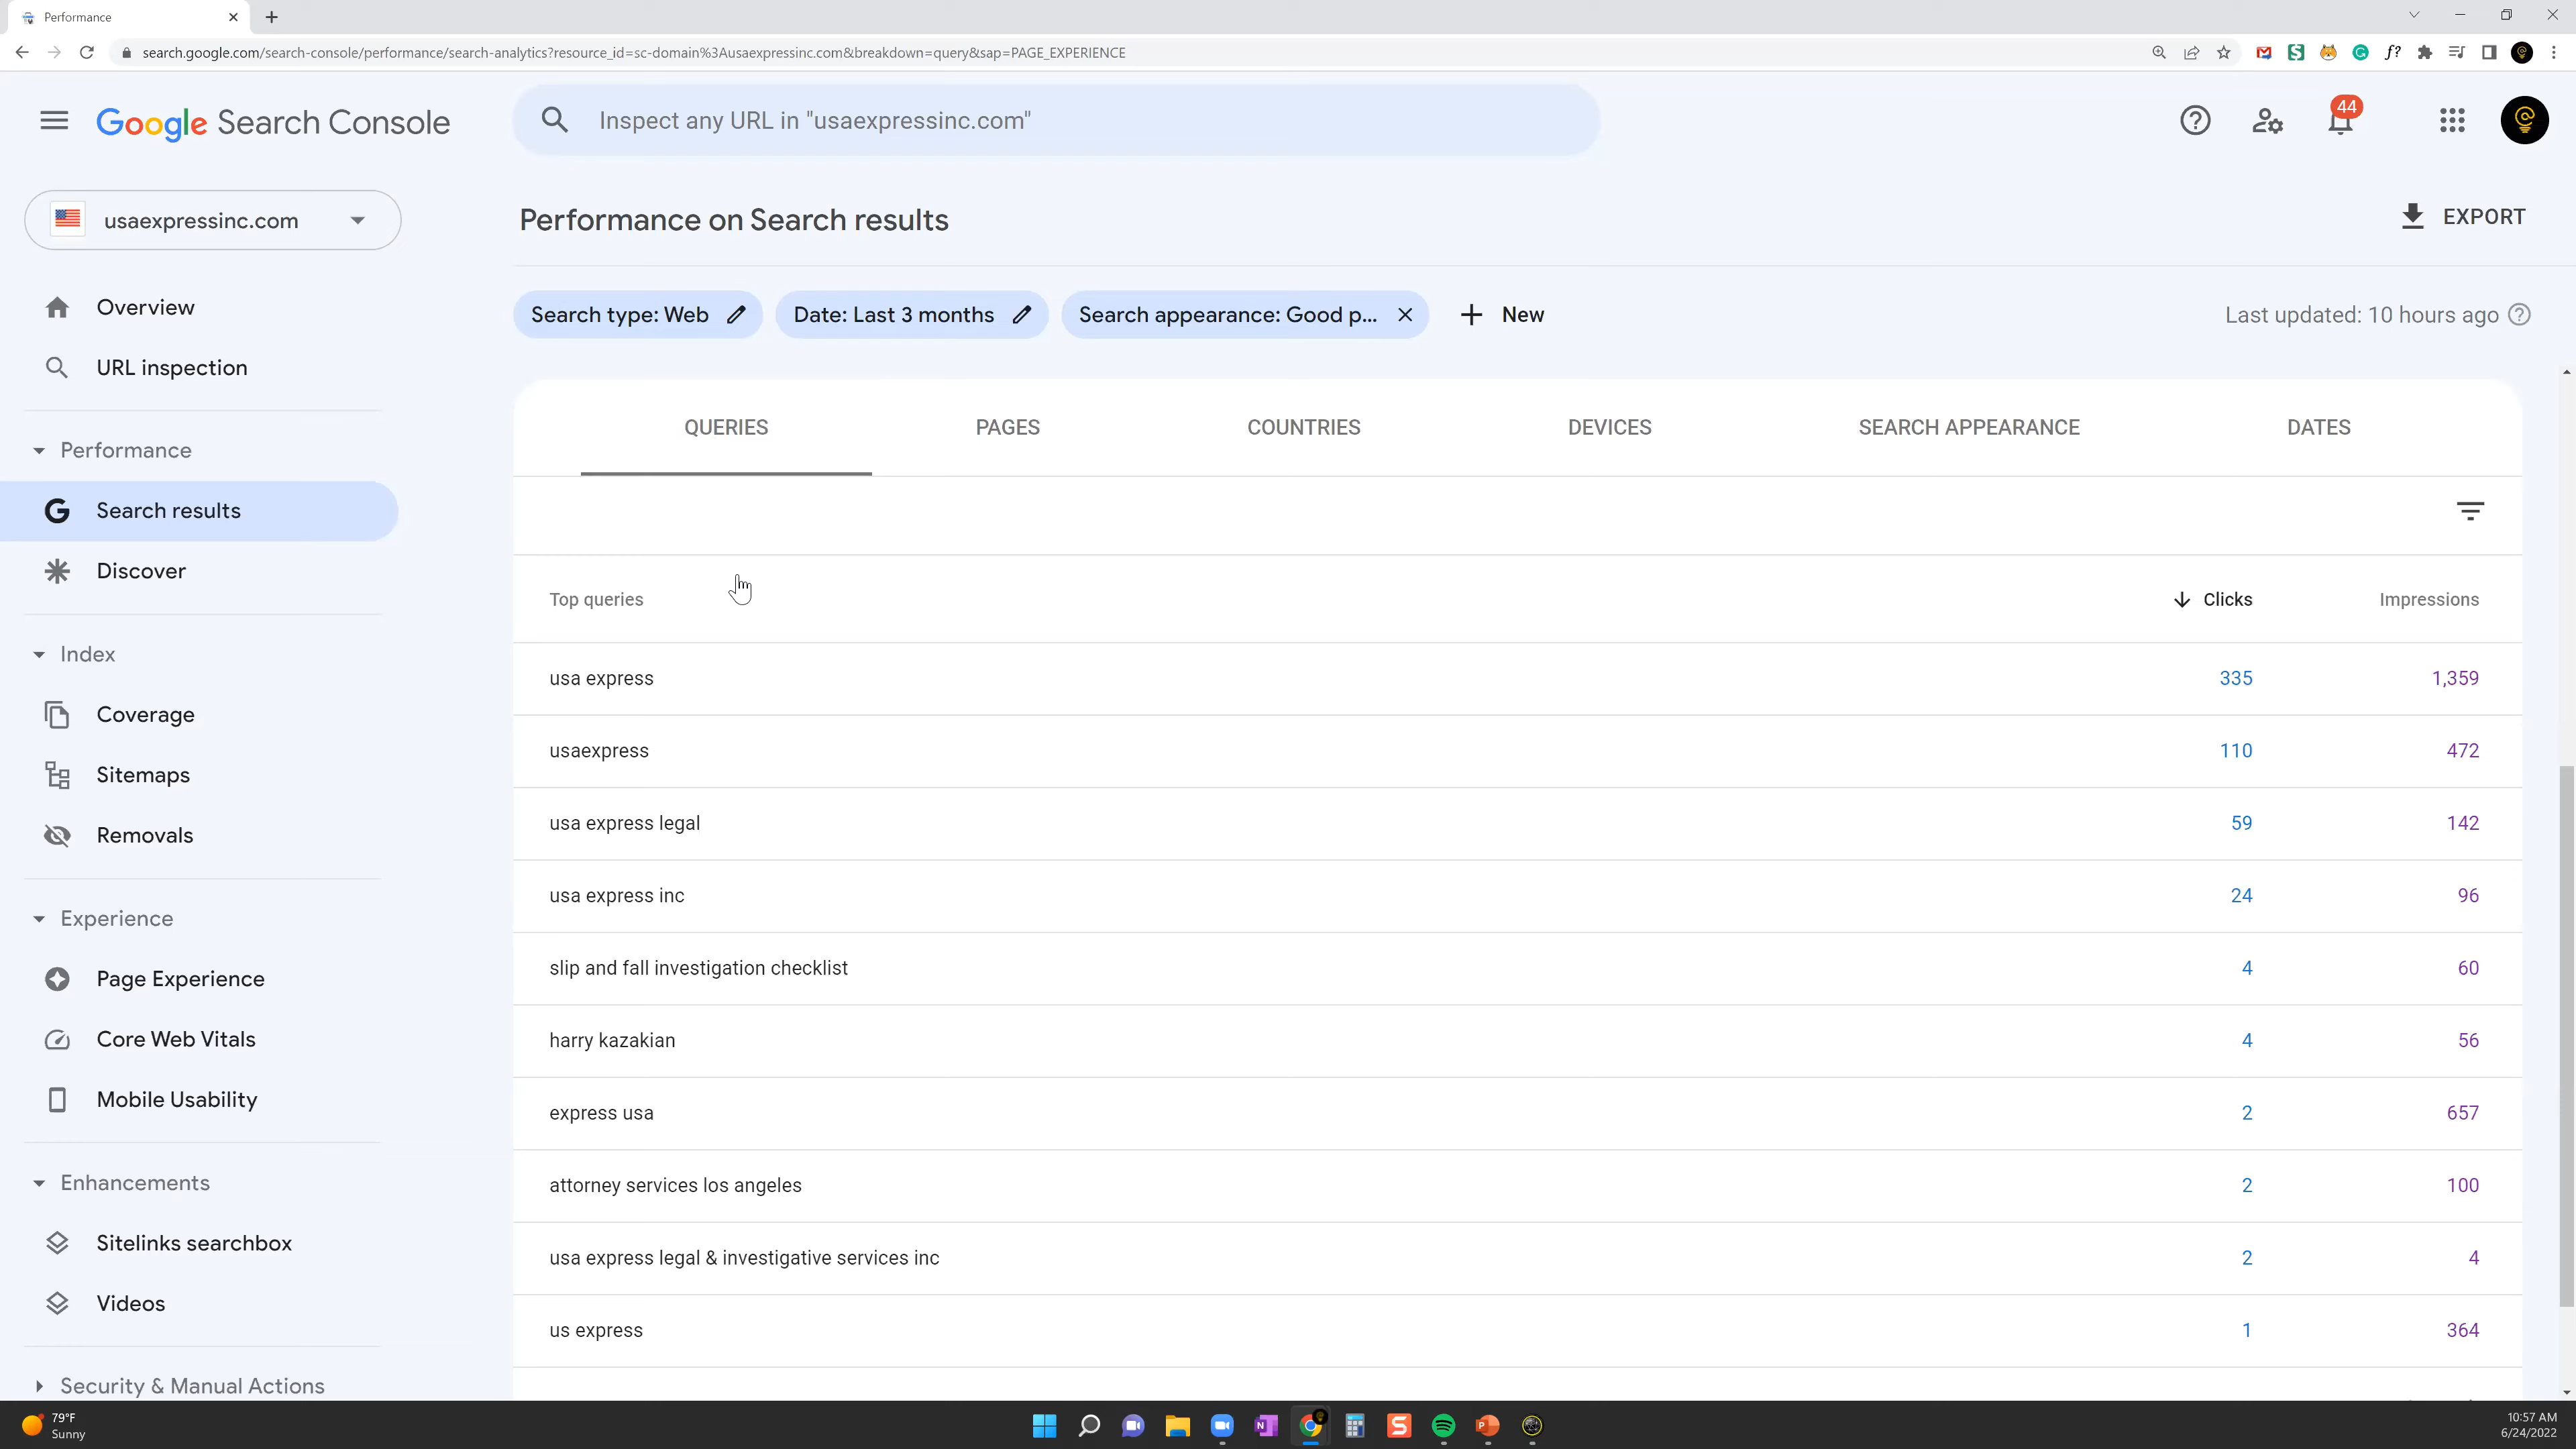 Performance
search.google.com/search-console/performance/search-analytics?resource_id=sc-domain%3Ausaexpressinc.com&breakdown=query&sap=PAGE_EXPERIENCE
Google Search Console
Inspect any URL in "usaexpressinc.com"
44
usaexpressinc.com
Performance on Search results
EXPORT
Search type: Web
Date: Last 3 months
Search appearance: Good p...
New
Last updated: 10 hours ago
Overview
URL inspection
Performance
Search results
Discover
Index
Coverage
Sitemaps
Removals
Experience
Page Experience
Core Web Vitals
Mobile Usability
Enhancements
Sitelinks searchbox
Videos
Security & Manual Actions
QUERIES PAGES COUNTRIES DEVICES SEARCH APPEARANCE DATES
Top queries Clicks Impressions
usa express 335 1,359
usaexpress 110 472
usa express legal 59 142
usa express inc 24 96
slip and fall investigation checklist 4 60
harry kazakian 4 56
express usa 2 657
attorney services los angeles 2 100
usa express legal & investigative services inc 2 4
us express 1 364
79°F
Sunny
10:57 AM
6/24/2022